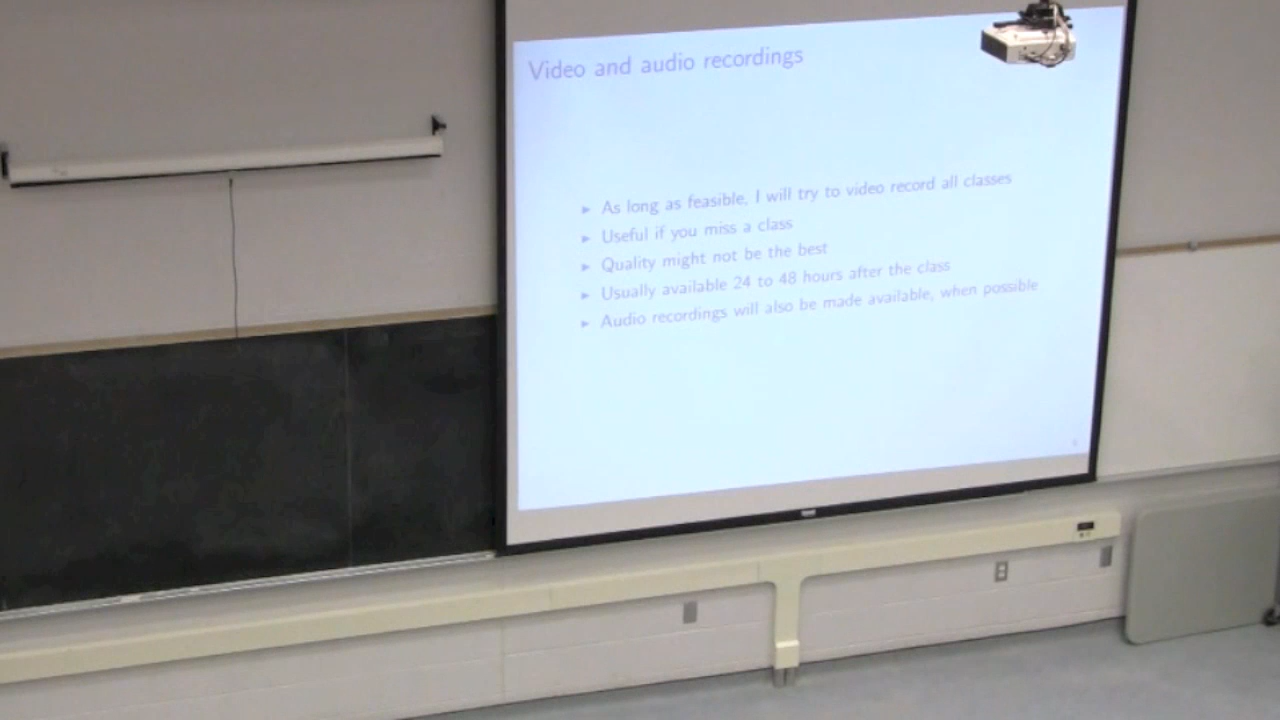 Video and audio recordings
▶ As long as feasible, I will try to video record all classes
▶ Useful if you miss a class
▶ Quality might not be the best
▶ Usually available 24 to 48 hours after the class
▶ Audio recordings will also be made available, when possible